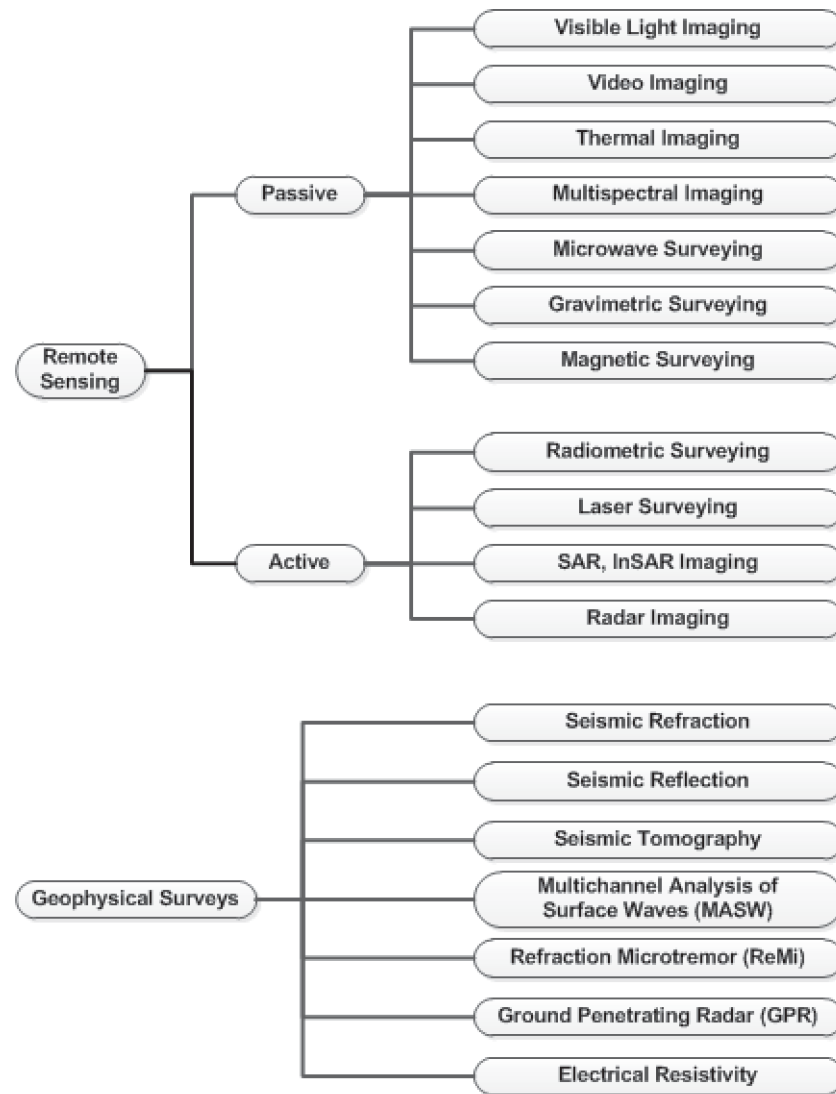 Visible Light Imaging
Video Imaging
Thermal Imaging
Passive
Multispectral Imaging
Microwave Surveying
Gravimetric Surveying
Remote
Sensing
Magnetic Surveying
Radiometric Surveying
Laser Surveying
Active
SAR, InSAR Imaging
Radar Imaging
Seismic Refraction
Seismic Reflection
Seismic Tomography
Geophysical Surveys
Multichannel Analysis of
Surface Waves (MASW)
Refraction Microtremor (ReMi)
Ground Penetrating Radar (GPR)
Electrical Resistivity